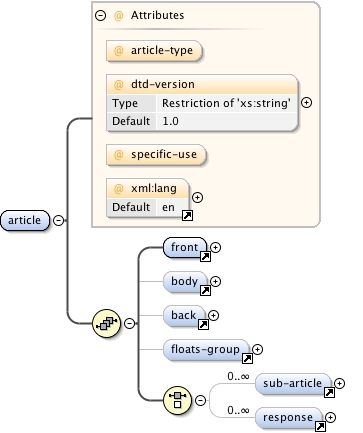 Attributes
@ article-type
@ dtd-version
Type Restriction of 'xs:string'
Default 1.0
@ specific-use
@ xml:lang
Default en
article
front
body
back
floats-group
0..∞
sub-article
0..∞
response